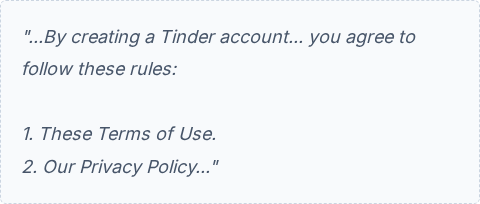 "...By creating a Tinder account... you agree to
follow these rules:
1. These Terms of Use.
2. Our Privacy Policy..."